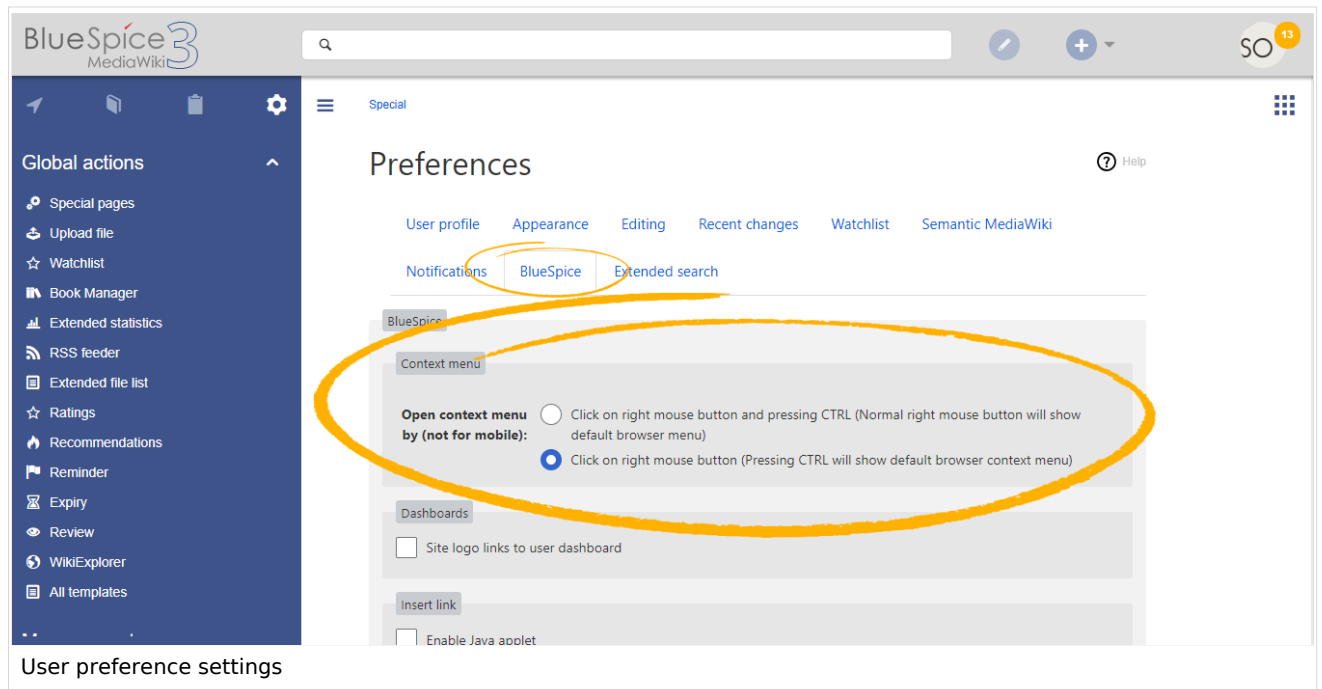 BlueSpice 3
MediaWiki
SO
13
Special
Global actions
Preferences
Help
Special pages
Upload file
Watchlist
Book Manager
Extended statistics
RSS feeder
Extended file list
Ratings
Recommendations
Reminder
Expiry
Review
WikiExplorer
All templates
User profile
Appearance
Editing
Recent changes
Watchlist
Semantic MediaWiki
Notifications
BlueSpice
Extended search
BlueSpice
Context menu
Open context menu
by (not for mobile):
Click on right mouse button and pressing CTRL (Normal right mouse button will show
default browser menu)
Click on right mouse button (Pressing CTRL will show default browser context menu)
Dashboards
Site logo links to user dashboard
Insert link
Enable Java applet
User preference settings